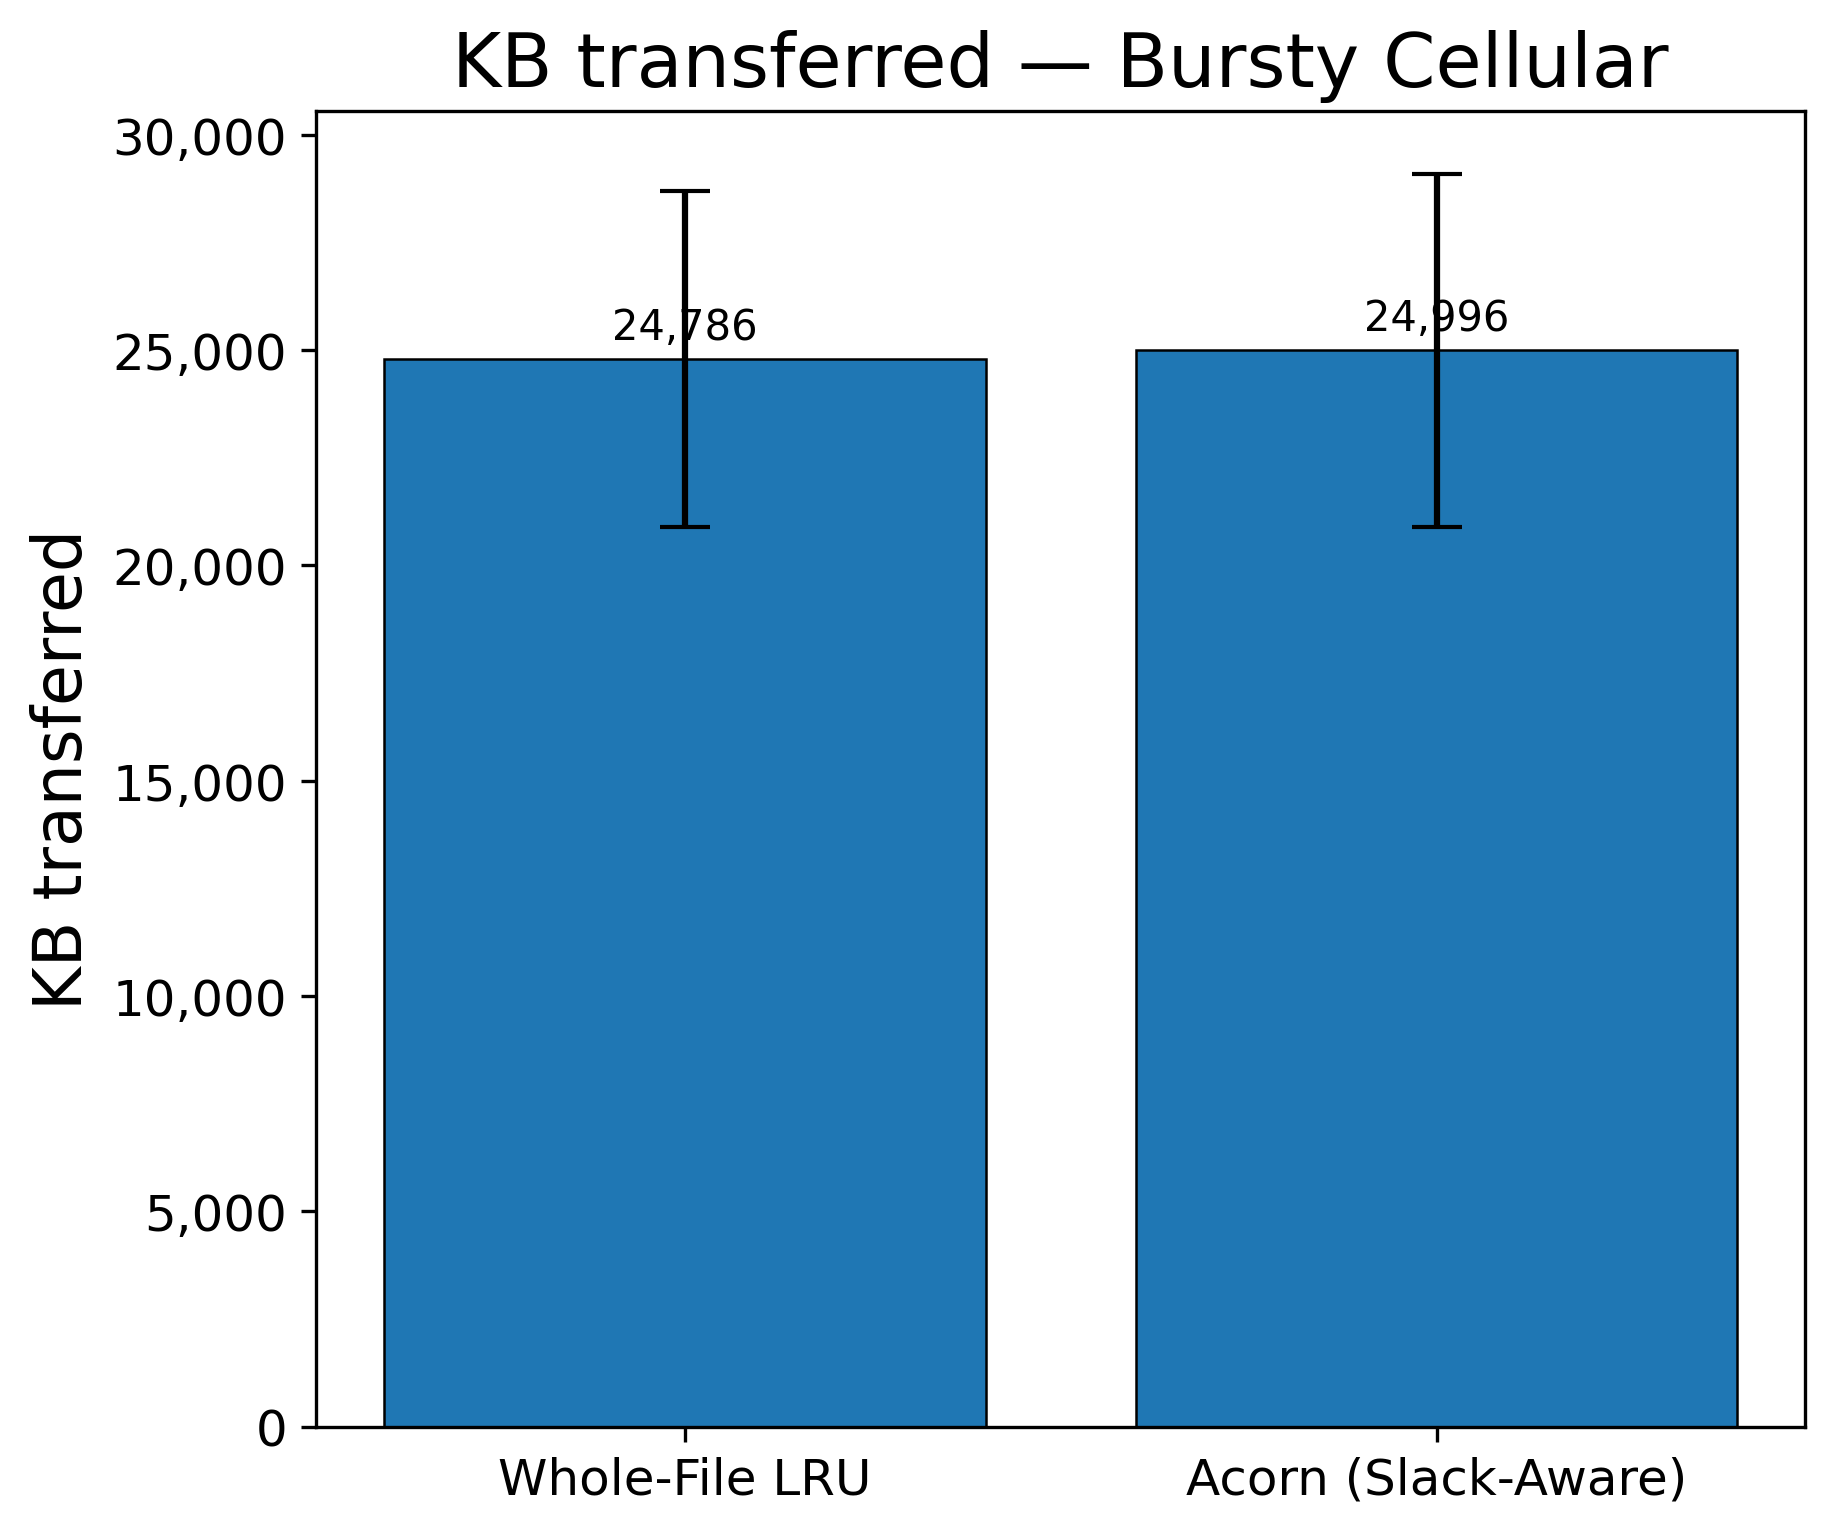 KB transferred — Bursty Cellular
KB transferred
30,000
25,000
20,000
15,000
10,000
5,000
0
24,786
24,996
Whole-File LRU
Acorn (Slack-Aware)